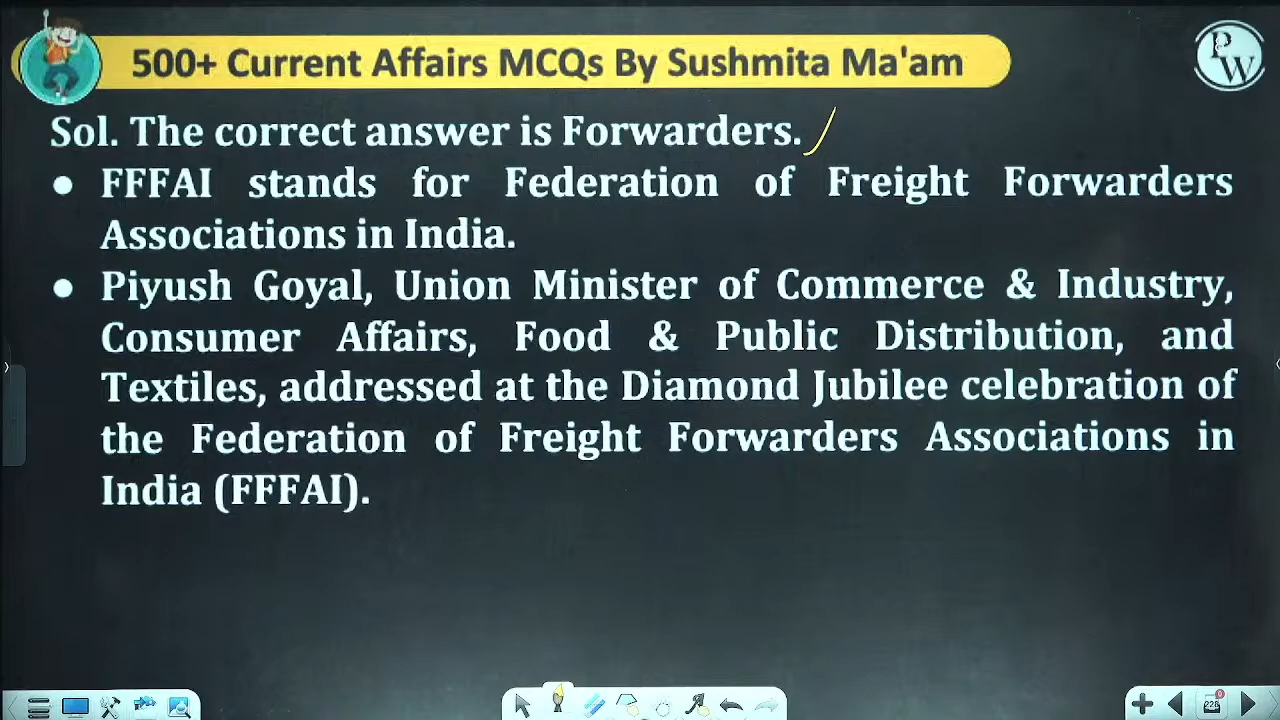 500+ Current Affairs MCQs By Sushmita Ma'am
PW
Sol. The correct answer is Forwarders.
● FFFAI stands for Federation of Freight Forwarders
Associations in India.
● Piyush Goyal, Union Minister of Commerce & Industry,
Consumer Affairs, Food & Public Distribution, and
Textiles, addressed at the Diamond Jubilee celebration of
the Federation of Freight Forwarders Associations in
India (FFFAI).